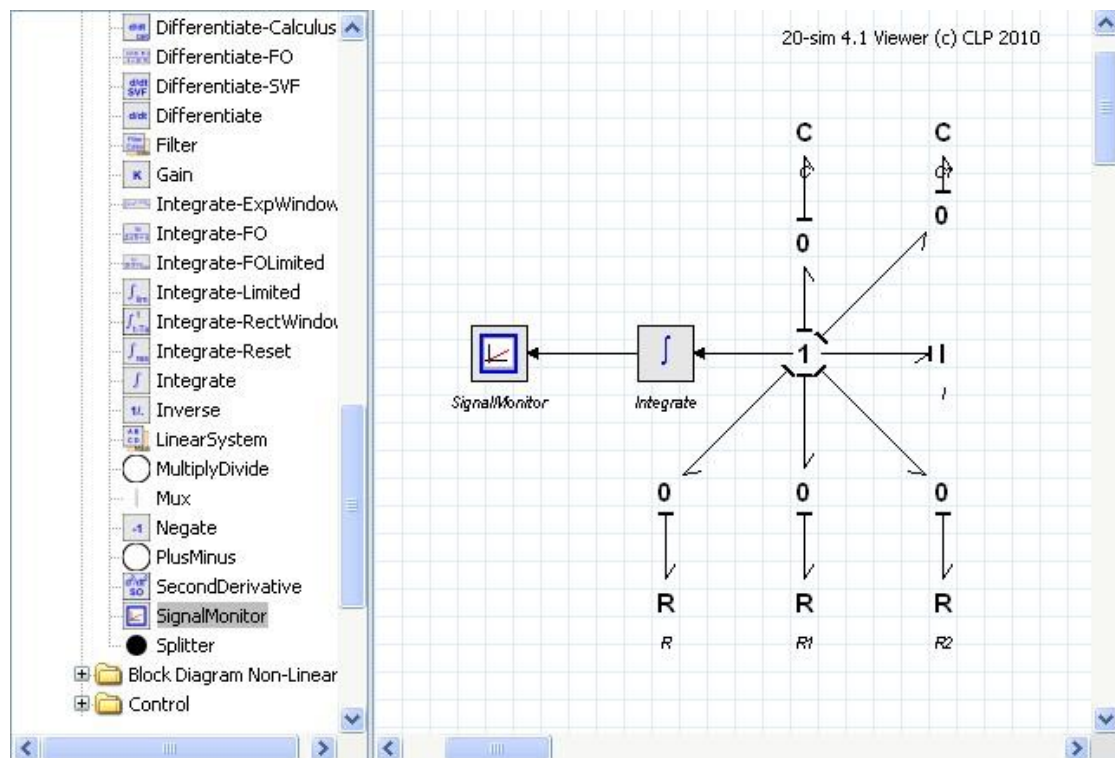 Differentiate-Calculus
Differentiate-FO
Differentiate-SVF
Differentiate
Filter
K Gain
Integrate-ExpWindow
Integrate-FO
Integrate-FOLimited
Integrate-Limited
Integrate-RectWindow
Integrate-Reset
∫ Integrate
Inverse
LinearSystem
MultiplyDivide
Mux
-1 Negate
PlusMinus
SecondDerivative
SignalMonitor
Splitter
Block Diagram Non-Linear
Control
20-sim 4.1 Viewer (c) CLP 2010
C C
C C1
0 0
∫ 1 I
SignalMonitor Integrate I
0 0 0
R R R
R R1 R2